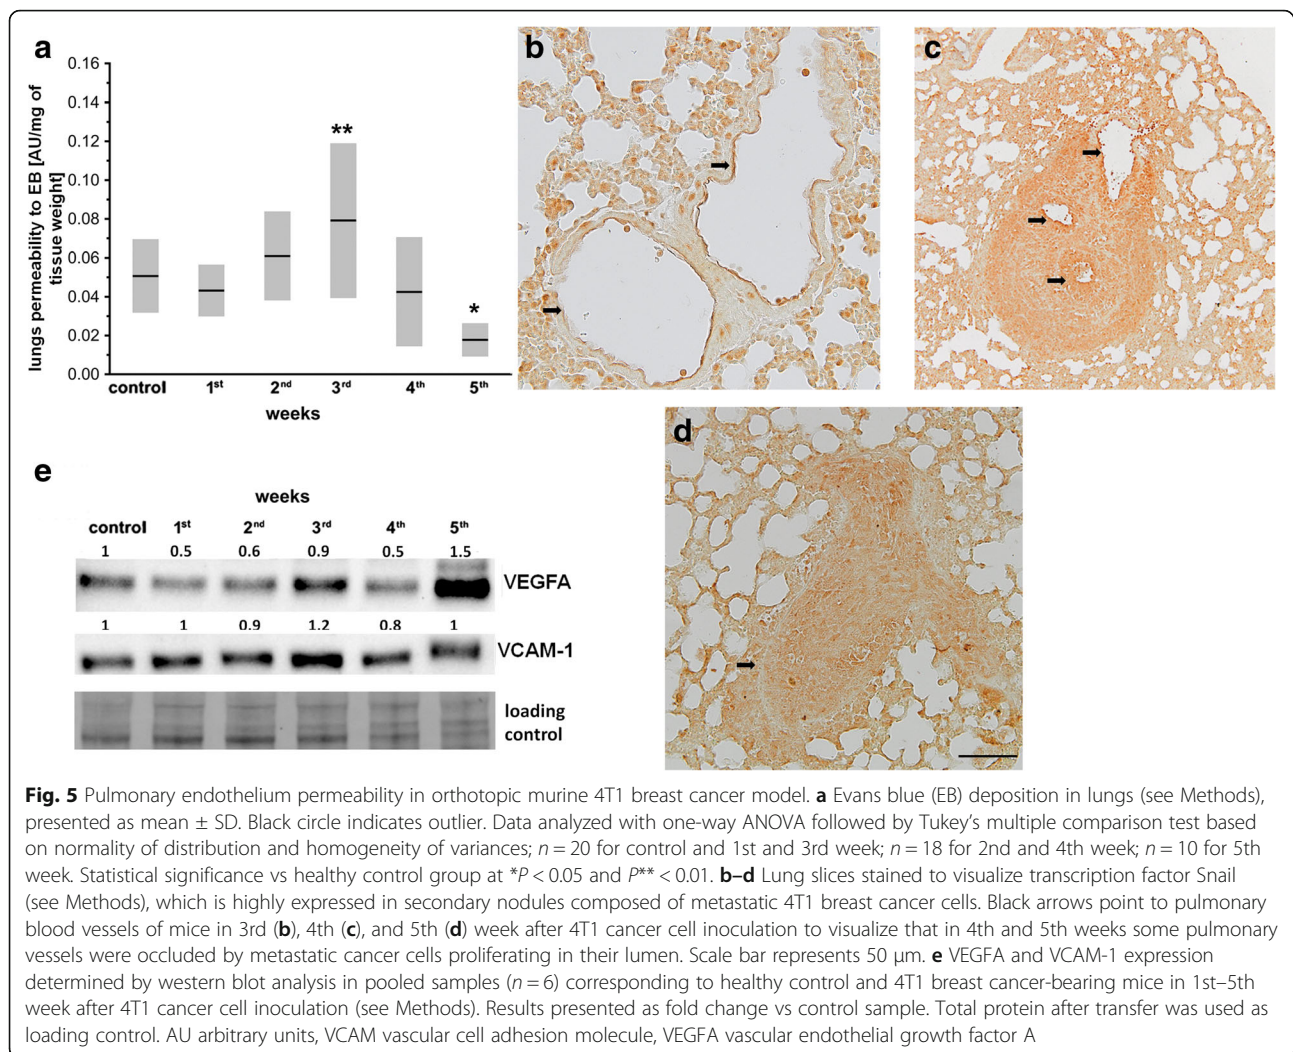 a
lungs permeability to EB [AU/mg of
tissue weight]
0.16
0.14
0.12
0.10
0.08
0.06
0.04
0.02
0.00
**
*
control 1st 2nd 3rd 4th 5th
weeks
b
c
d
e
weeks
control 1st 2nd 3rd 4th 5th
1 0.5 0.6 0.9 0.5 1.5
VEGFA
1 1 0.9 1.2 0.8 1
VCAM-1
loading
control
Fig. 5 Pulmonary endothelium permeability in orthotopic murine 4T1 breast cancer model. a Evans blue (EB) deposition in lungs (see Methods),
presented as mean ± SD. Black circle indicates outlier. Data analyzed with one-way ANOVA followed by Tukey's multiple comparison test based
on normality of distribution and homogeneity of variances; n = 20 for control and 1st and 3rd week; n = 18 for 2nd and 4th week; n = 10 for 5th
week. Statistical significance vs healthy control group at *P < 0.05 and P** < 0.01. b–d Lung slices stained to visualize transcription factor Snail
(see Methods), which is highly expressed in secondary nodules composed of metastatic 4T1 breast cancer cells. Black arrows point to pulmonary
blood vessels of mice in 3rd (b), 4th (c), and 5th (d) week after 4T1 cancer cell inoculation to visualize that in 4th and 5th weeks some pulmonary
vessels were occluded by metastatic cancer cells proliferating in their lumen. Scale bar represents 50 μm. e VEGFA and VCAM-1 expression
determined by western blot analysis in pooled samples (n = 6) corresponding to healthy control and 4T1 breast cancer-bearing mice in 1st–5th
week after 4T1 cancer cell inoculation (see Methods). Results presented as fold change vs control sample. Total protein after transfer was used as
loading control. AU arbitrary units, VCAM vascular cell adhesion molecule, VEGFA vascular endothelial growth factor A